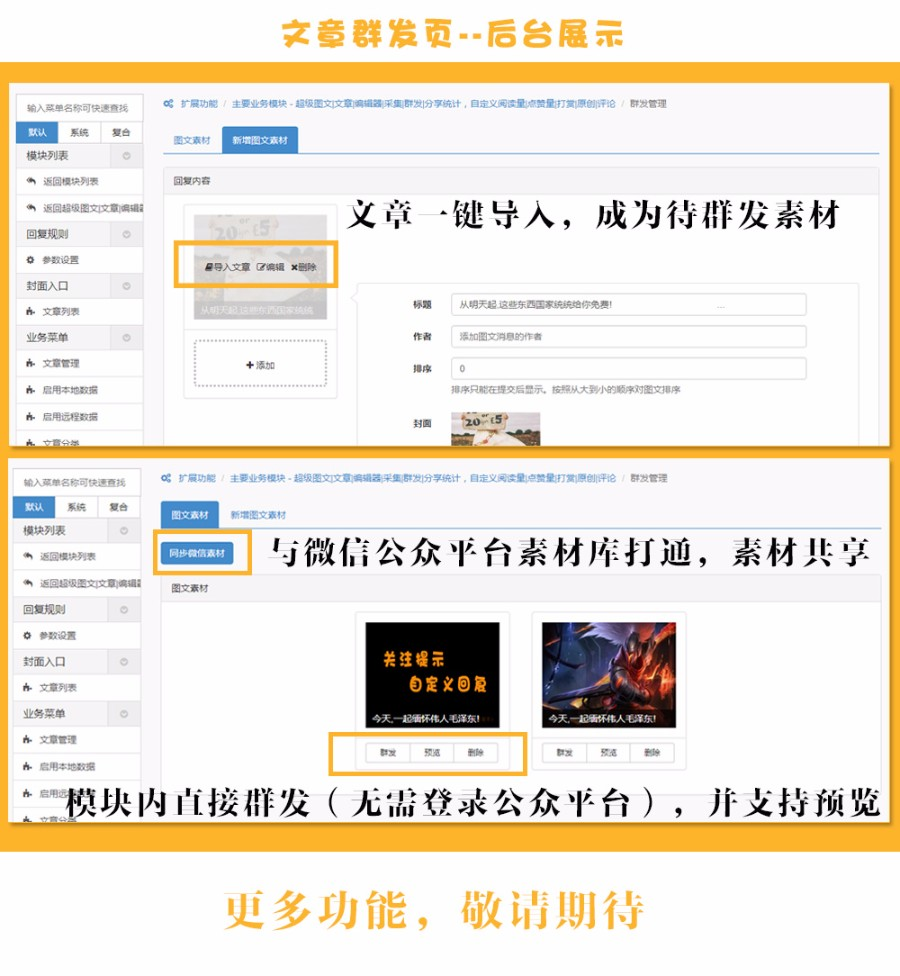 文章群发页--后台展示
输入菜单名称可快速查找
默认 系统 复合
模块列表
返回模块列表
返回超级图文|文章|编辑器
回复规则
参数设置
封面入口
文章列表
业务菜单
文章管理
启用本地数据
启用远程数据
文章分类
扩展功能 / 主要业务模块 - 超级图文|文章|编辑器|采集|群发|分享统计，自定义阅读量|点赞量|打赏|原创|评论 / 群发管理
图文素材 新增图文素材
回复内容
文章一键导入，成为待群发素材
20 or £5
导入文章 编辑 删除
从明天起,这些东西国家统统
添加
标题 从明天起,这些东西国家统统给你免费! ...
作者 添加图文消息的作者
排序 0
排序只能在提交后显示。按照从大到小的顺序对图文排序
封面
20 or £5
输入菜单名称可快速查找
默认 系统 复合
模块列表
返回模块列表
返回超级图文|文章|编辑器
回复规则
参数设置
封面入口
文章列表
业务菜单
文章管理
启用本地数据
启用远
文章分
扩展功能 / 主要业务模块 - 超级图文|文章|编辑器|采集|群发|分享统计，自定义阅读量|点赞量|打赏|原创|评论 / 群发管理
图文素材 新增图文素材
同步微信素材
与微信公众平台素材库打通，素材共享
图文素材
关注提示
自定义回复
今天,一起缅怀伟人毛泽东!
群发 预览 删除
今天,一起缅怀伟人毛泽东!
群发 预览 删除
模块内直接群发（无需登录公众平台），并支持预览
更多功能，敬请期待